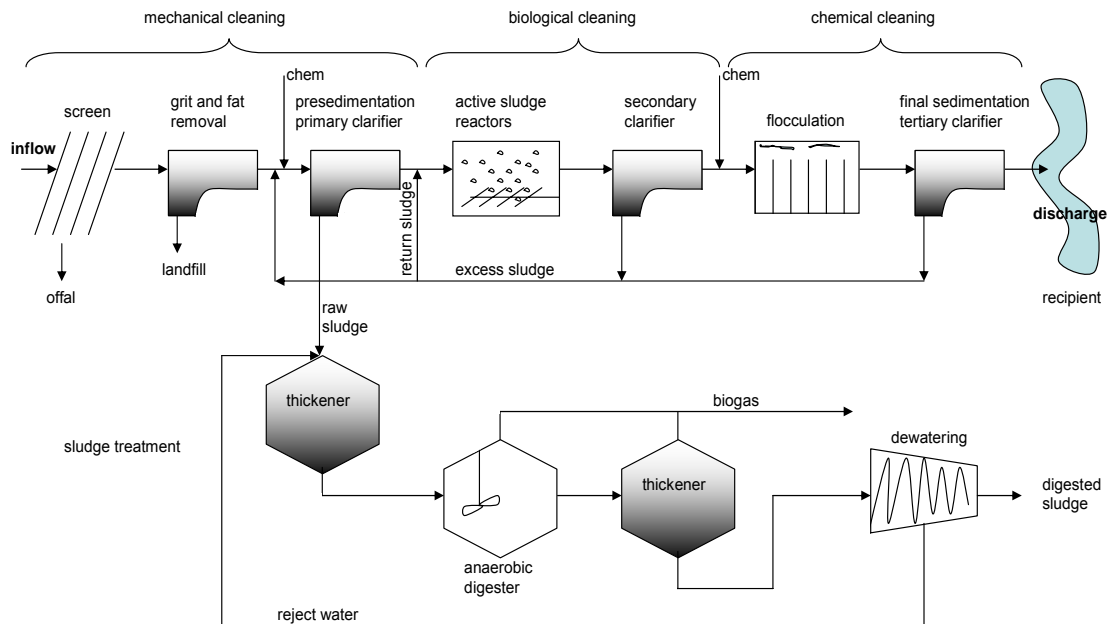 mechanical cleaning
biological cleaning
chemical cleaning
chem
chem
screen
grit and fat
removal
presedimentation
primary clarifier
active sludge
reactors
secondary
clarifier
flocculation
final sedimentation
tertiary clarifier
inflow
return sludge
discharge
landfill
excess sludge
offal
recipient
raw
sludge
thickener
biogas
sludge treatment
dewatering
thickener
digested
sludge
anaerobic
digester
reject water